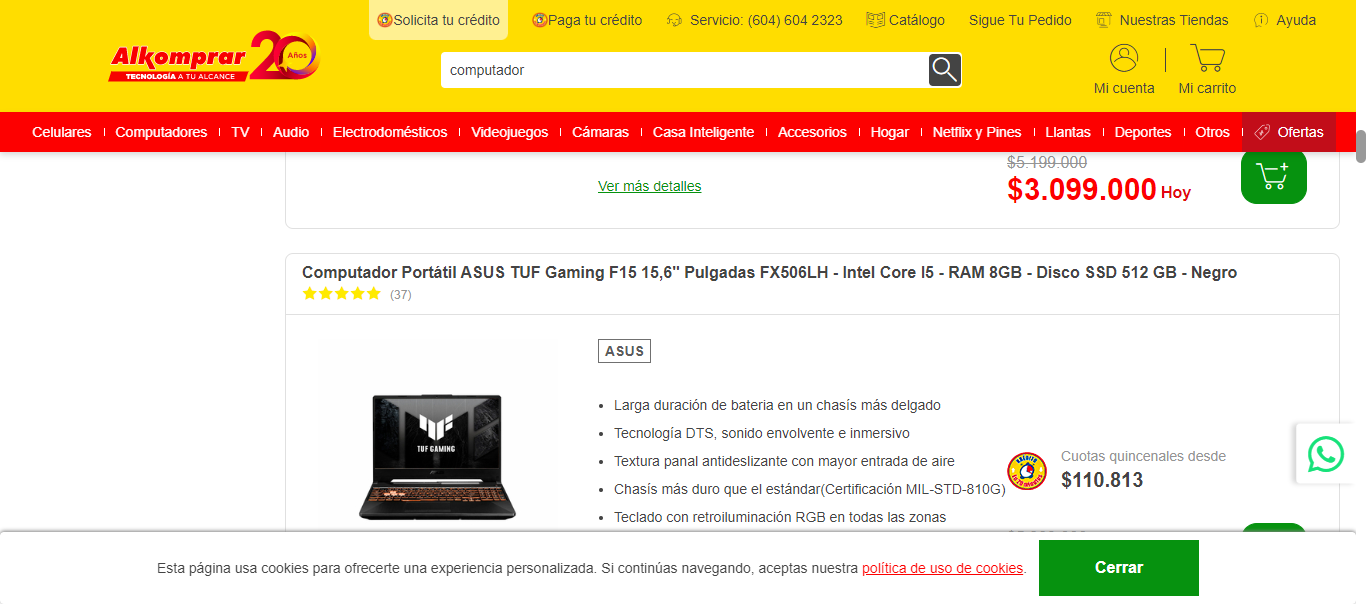 Solicita tu crédito
Paga tu crédito
Servicio: (604) 604 2323
Catálogo
Sigue Tu Pedido
Nuestras Tiendas
Ayuda
Alkomprar 20 Años
TECNOLOGÍA A TU ALCANCE
computador
Mi cuenta
Mi carrito
Celulares
Computadores
TV
Audio
Electrodomésticos
Videojuegos
Cámaras
Casa Inteligente
Accesorios
Hogar
Netflix y Pines
Llantas
Deportes
Otros
Ofertas
$5.199.000
Ver más detalles
$3.099.000 Hoy
Computador Portátil ASUS TUF Gaming F15 15,6" Pulgadas FX506LH - Intel Core I5 - RAM 8GB - Disco SSD 512 GB - Negro
(37)
ASUS
TUF GAMING
Larga duración de bateria en un chasís más delgado
Tecnología DTS, sonido envolvente e inmersivo
Textura panal antideslizante con mayor entrada de aire
Chasís más duro que el estándar(Certificación MIL-STD-810G)
Teclado con retroiluminación RGB en todas las zonas
Cuotas quincenales desde
$110.813
Esta página usa cookies para ofrecerte una experiencia personalizada. Si continúas navegando, aceptas nuestra política de uso de cookies.
Cerrar